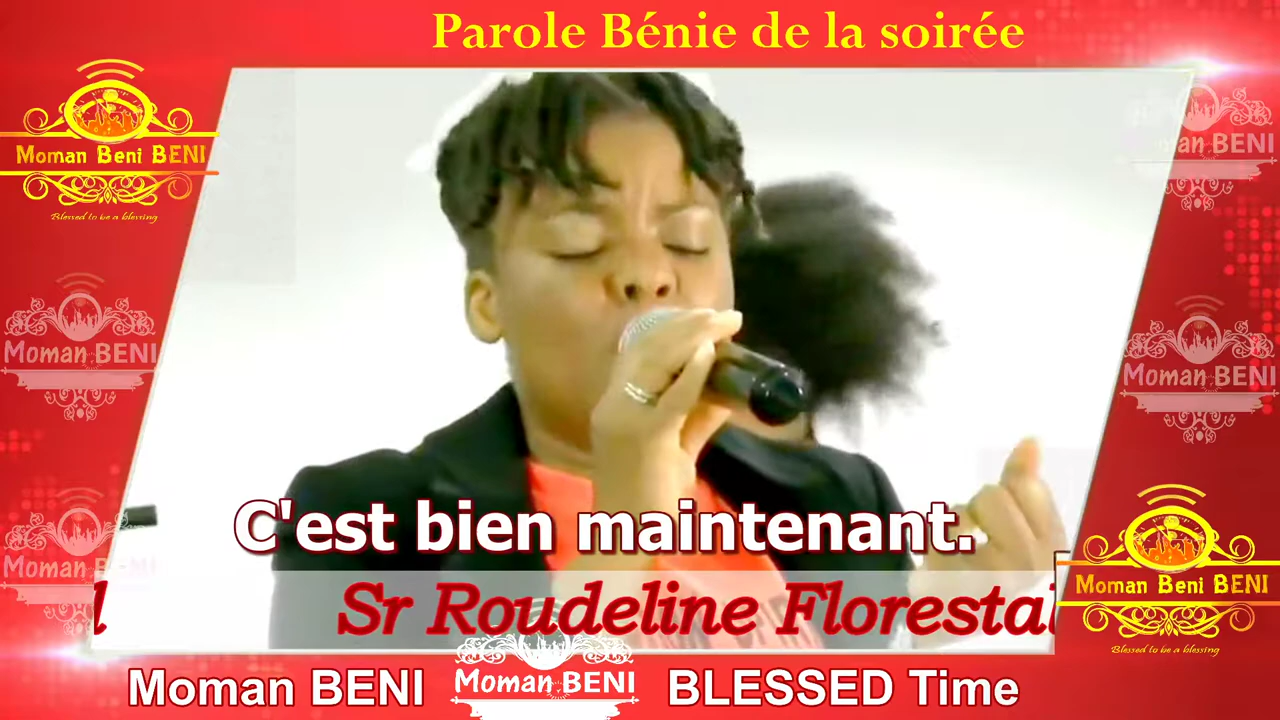 Parole Bénie de la soirée
Moman Beni BENI
Blessed to be a blessing
Moman BENI
Moman BENI
Moman BENI
Moman BENI
C'est bien maintenant.
Sr Roudeline Florestal
Moman Beni BENI
Blessed to be a blessing
Moman BENI
Moman BENI
BLESSED Time